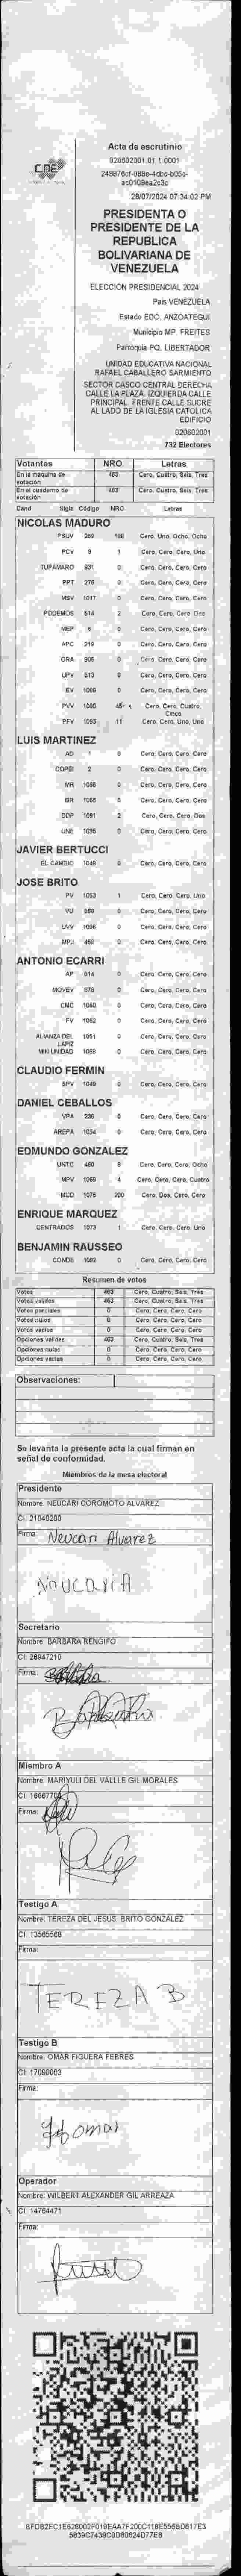 CNE
Acta de escrutinio
020602001.01.1.0001
28/07/2024 07:34:02 PM
PRESIDENTA O
PRESIDENTE DE LA
REPUBLICA
BOLIVARIANA DE
VENEZUELA
ELECCIÓN PRESIDENCIAL 2024
País VENEZUELA
Estado EDO. ANZOATEGUI
Municipio MP. FREITES
Parroquia PQ. LIBERTADOR
UNIDAD EDUCATIVA NACIONAL
RAFAEL CABALLERO SARMIENTO
SECTOR CASCO CENTRAL DERECHA
CALLE LA PLAZA. IZQUIERDA CALLE
PRINCIPAL. FRENTE CALLE SUCRE
AL LADO DE LA IGLESIA CATOLICA
EDIFICIO
020602001
732 Electores
Votantes NRO. Letras
En la máquina de votación 463 Cero, Cuatro, Seis, Tres
En el cuaderno de votación 463 Cero, Cuatro, Seis, Tres
Cand Sigla Código NRO. Letras
NICOLAS MADURO
PSUV 260 188 Cero, Uno, Ocho, Ocho
PCV 9 1 Cero, Cero, Cero, Uno
TUPAMARO 931 0 Cero, Cero, Cero, Cero
PPT 276 0 Cero, Cero, Cero, Cero
MSV 1017 0 Cero, Cero, Cero, Cero
PODEMOS 514 2 Cero, Cero, Cero, Dos
MEP 6 0 Cero, Cero, Cero, Cero
APC 219 0 Cero, Cero, Cero, Cero
ORA 905 0 Cero, Cero, Cero, Cero
UPV 613 0 Cero, Cero, Cero, Cero
EV 1069 0 Cero, Cero, Cero, Cero
PVV 1090 45 Cero, Cero, Cuatro, Cinco
PFV 1093 11 Cero, Cero, Uno, Uno
LUIS MARTINEZ
AD 1 0 Cero, Cero, Cero, Cero
COPEI 2 0 Cero, Cero, Cero, Cero
MR 0 Cero, Cero, Cero, Cero
BR 1066 0 Cero, Cero, Cero, Cero
DDP 1091 2 Cero, Cero, Cero, Dos
UNE 1095 0 Cero, Cero, Cero, Cero
JAVIER BERTUCCI
EL CAMBIO 1048 0 Cero, Cero, Cero, Cero
JOSE BRITO
PV 1053 1 Cero, Cero, Cero, Uno
VU 868 0 Cero, Cero, Cero, Cero
UVV 1096 0 Cero, Cero, Cero, Cero
MPJ 458 0 Cero, Cero, Cero, Cero
ANTONIO ECARRI
AP 814 0 Cero, Cero, Cero, Cero
MOVEV 878 0 Cero, Cero, Cero, Cero
CMC 1060 0 Cero, Cero, Cero, Cero
FV 1062 0 Cero, Cero, Cero, Cero
ALIANZA DEL LAPIZ 1051 0 Cero, Cero, Cero, Cero
MIN UNIDAD 1058 0 Cero, Cero, Cero, Cero
CLAUDIO FERMIN
SPV 1049 0 Cero, Cero, Cero, Cero
DANIEL CEBALLOS
VPA 236 0 Cero, Cero, Cero, Cero
AREPA 1094 0 Cero, Cero, Cero, Cero
EDMUNDO GONZALEZ
UNTC 460 8 Cero, Cero, Cero, Ocho
MPV 1069 4 Cero, Cero, Cero, Cuatro
MUD 1075 200 Cero, Dos, Cero, Cero
ENRIQUE MARQUEZ
CENTRADOS 1073 1 Cero, Cero, Cero, Uno
BENJAMIN RAUSSEO
CONDE 1092 0 Cero, Cero, Cero, Cero
Resumen de votos
Votos 463 Cero, Cuatro, Seis, Tres
Votos válidos 463 Cero, Cuatro, Seis, Tres
Votos parciales 0 Cero, Cero, Cero, Cero
Votos nulos 0 Cero, Cero, Cero, Cero
Votos vacíos 0 Cero, Cero, Cero, Cero
Opciones válidas 463 Cero, Cuatro, Seis, Tres
Opciones nulas 0 Cero, Cero, Cero, Cero
Opciones vacías 0 Cero, Cero, Cero, Cero
Observaciones:
Se levanta la presente acta la cual firman en
señal de conformidad.
Miembros de la mesa electoral
Presidente
Nombre: NEUCARI COROMOTO ALVAREZ
CI: 21040200
Firma: Neucari Alvarez
NeucariA
Secretario
Nombre: BARBARA RENGIFO
CI: 26947210
Firma:
Miembro A
Nombre: MARIYULI DEL VALLLE GIL MORALES
Firma:
Testigo A
Nombre: TEREZA DEL JESUS BRITO GONZALEZ
CI: 13565568
Firma:
TEREZA B
Testigo B
Nombre: OMAR FIGUERA FEBRES
CI: 17090003
Firma:
Operador
Nombre: WILBERT ALEXANDER GIL ARREAZA
CI: 14764471
Firma: